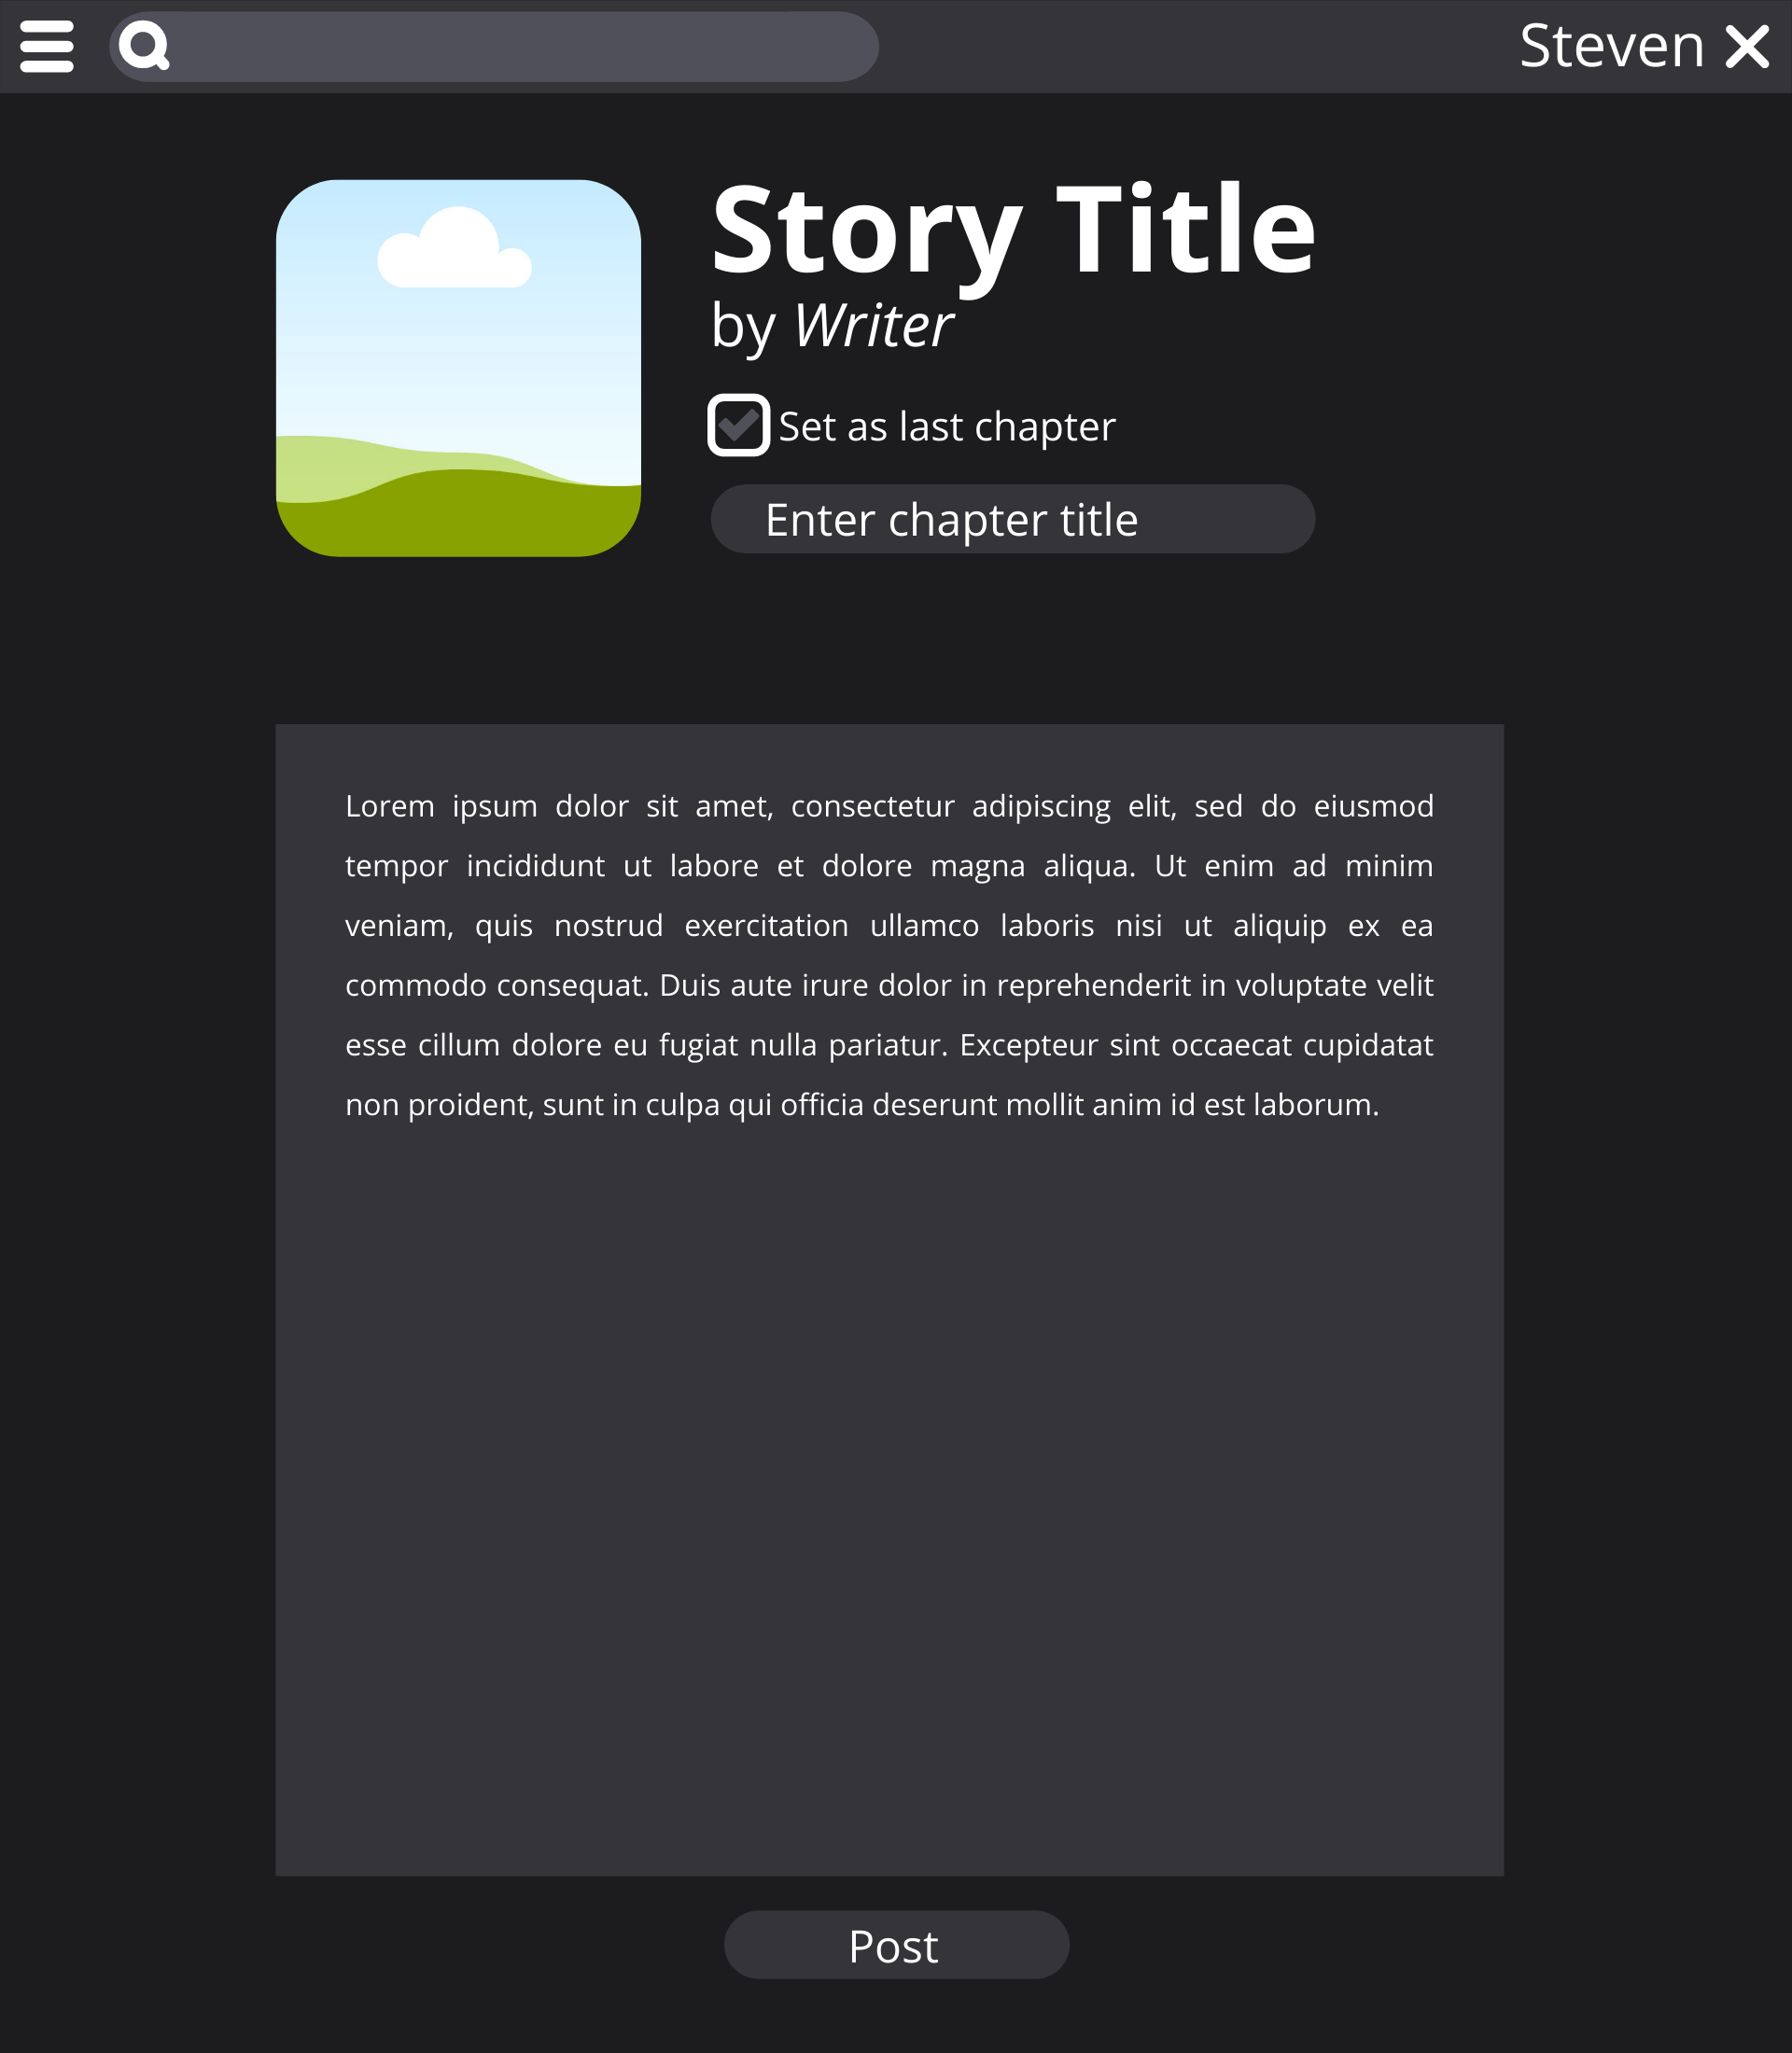 Steven
Story Title
by Writer
Set as last chapter
Enter chapter title
Lorem ipsum dolor sit amet, consectetur adipiscing elit, sed do eiusmod
tempor incididunt ut labore et dolore magna aliqua. Ut enim ad minim
veniam, quis nostrud exercitation ullamco laboris nisi ut aliquip ex ea
commodo consequat. Duis aute irure dolor in reprehenderit in voluptate velit
esse cillum dolore eu fugiat nulla pariatur. Excepteur sint occaecat cupidatat
non proident, sunt in culpa qui officia deserunt mollit anim id est laborum.
Post